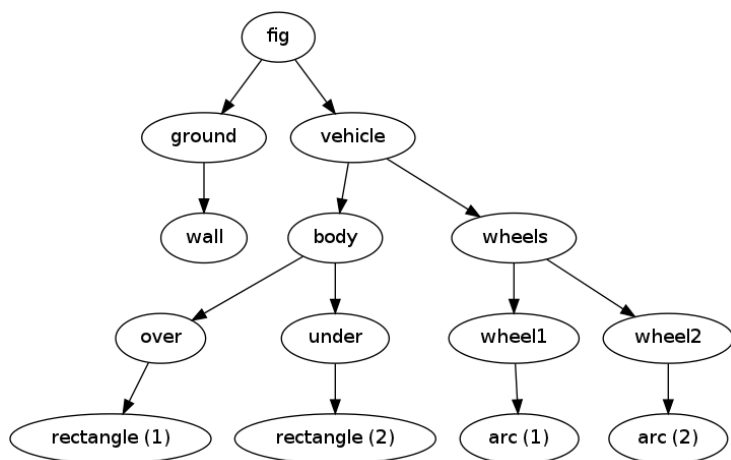 fig
ground
vehicle
wall
body
wheels
over
under
wheel1
wheel2
rectangle (1)
rectangle (2)
arc (1)
arc (2)